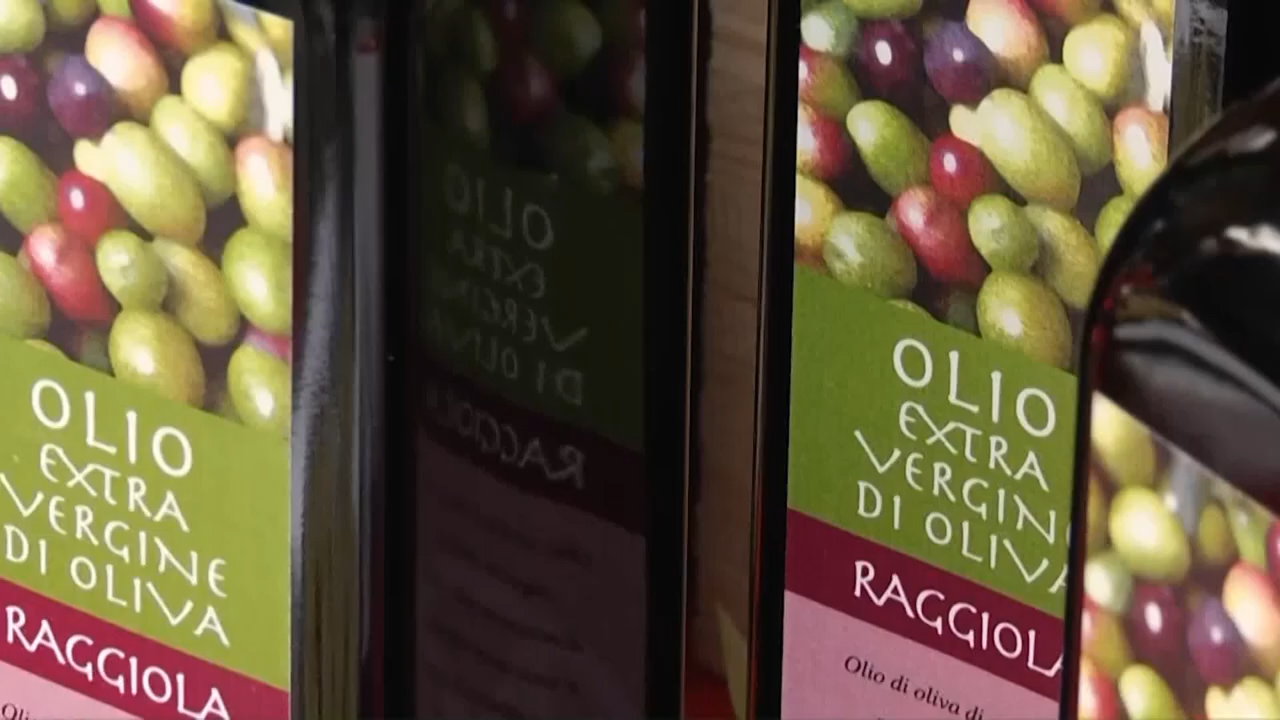 OLIO
EXTRA
VERGINE
DI OLIVA
RAGGIOLA
OLIO
EXTRA
VERGIN
DI OLIVA
RAGGIOLA
Olio di oliva di
OLIO
EXTRA
VERGINE
DI OLIVA
RAGGIOLA